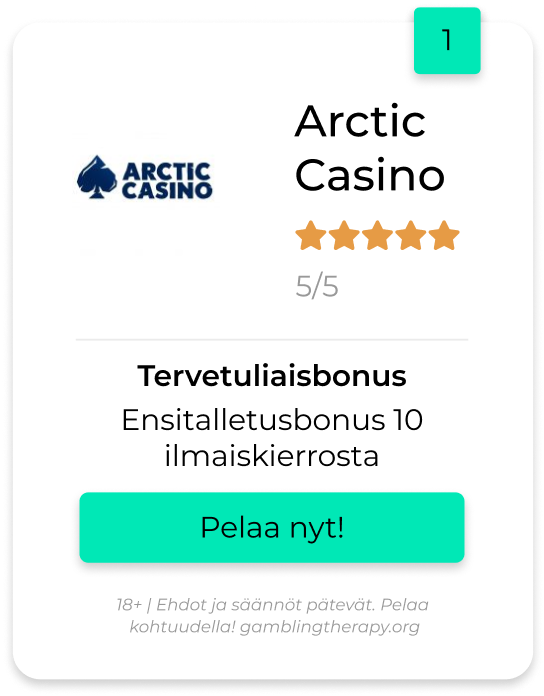 1
ARCTIC
CASINO
Arctic
Casino
5/5
Tervetuliaisbonus
Ensitalletusbonus 10
ilmaiskierrosta
Pelaa nyt!
18+ | Ehdot ja säännöt pätevät. Pelaa
kohtuudella! gamblingtherapy.org